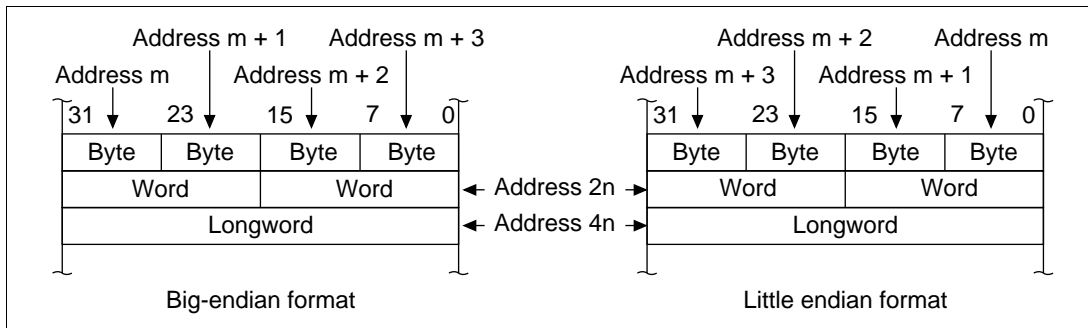 Address m + 1 Address m + 3 Address m + 2 Address m
Address m Address m + 2 Address m + 3 Address m + 1
31 23 15 7 0 31 23 15 7 0
Byte Byte Byte Byte Byte Byte Byte Byte
Word Word Address 2n Word Word
Longword Address 4n Longword
Big-endian format Little endian format